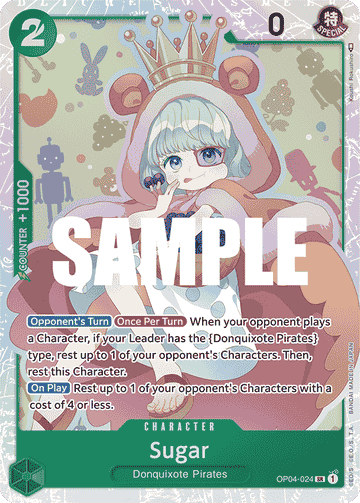 2
0
特
SPECIAL
COUNTER +1000
SAMPLE
Opponent's Turn Once Per Turn When your opponent plays
a Character, if your Leader has the {Donquixote Pirates}
type, rest up to 1 of your opponent's Characters. Then,
rest this Character.
On Play Rest up to 1 of your opponent's Characters with a
cost of 4 or less.
CHARACTER
Sugar
Donquixote Pirates
OP04-024 SR 1